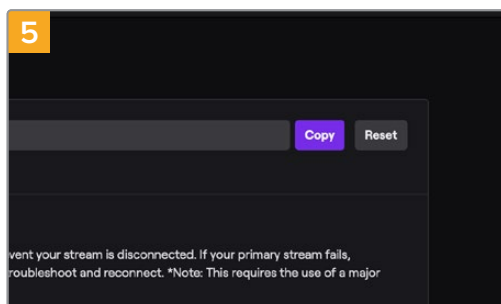 5
Copy Reset
vent your stream is disconnected. If your primary stream fails,
roubleshoot and reconnect. *Note: This requires the use of a major